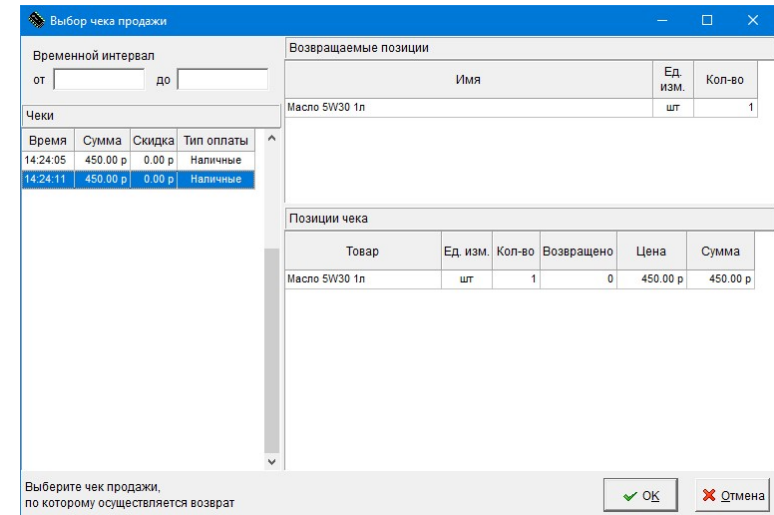 Выбор чека продажи
Временной интервал
от
до
Чеки
Время Сумма Скидка Тип оплаты
14:24:05 450.00 р 0.00 р Наличные
14:24:11 450.00 р 0.00 р Наличные
Возвращаемые позиции
Имя Ед. изм. Кол-во
Масло 5W30 1л шт 1
Позиции чека
Товар Ед. изм. Кол-во Возвращено Цена Сумма
Масло 5W30 1л шт 1 0 450.00 р 450.00 р
Выберите чек продажи,
по которому осуществляется возврат
OK
Отмена